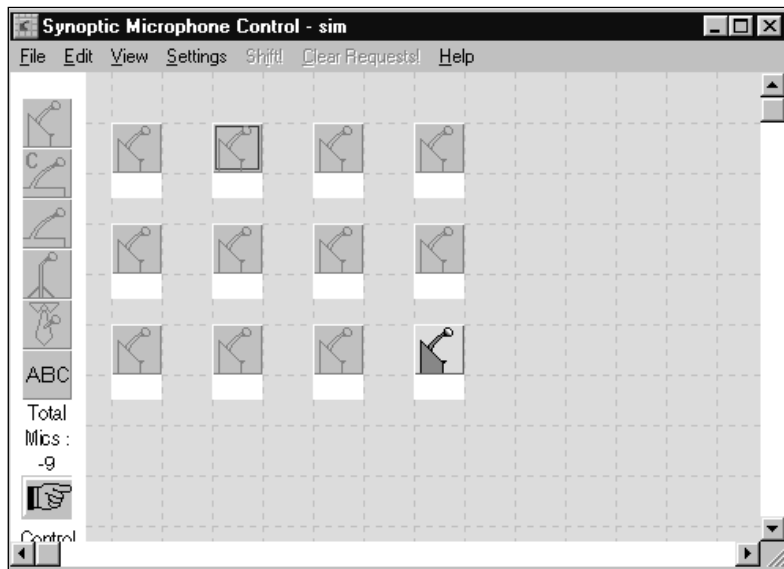 Synoptic Microphone Control - sim
File Edit View Settings Shift! Clear Requests! Help
C
ABC
Total
Mics :
-9
Control